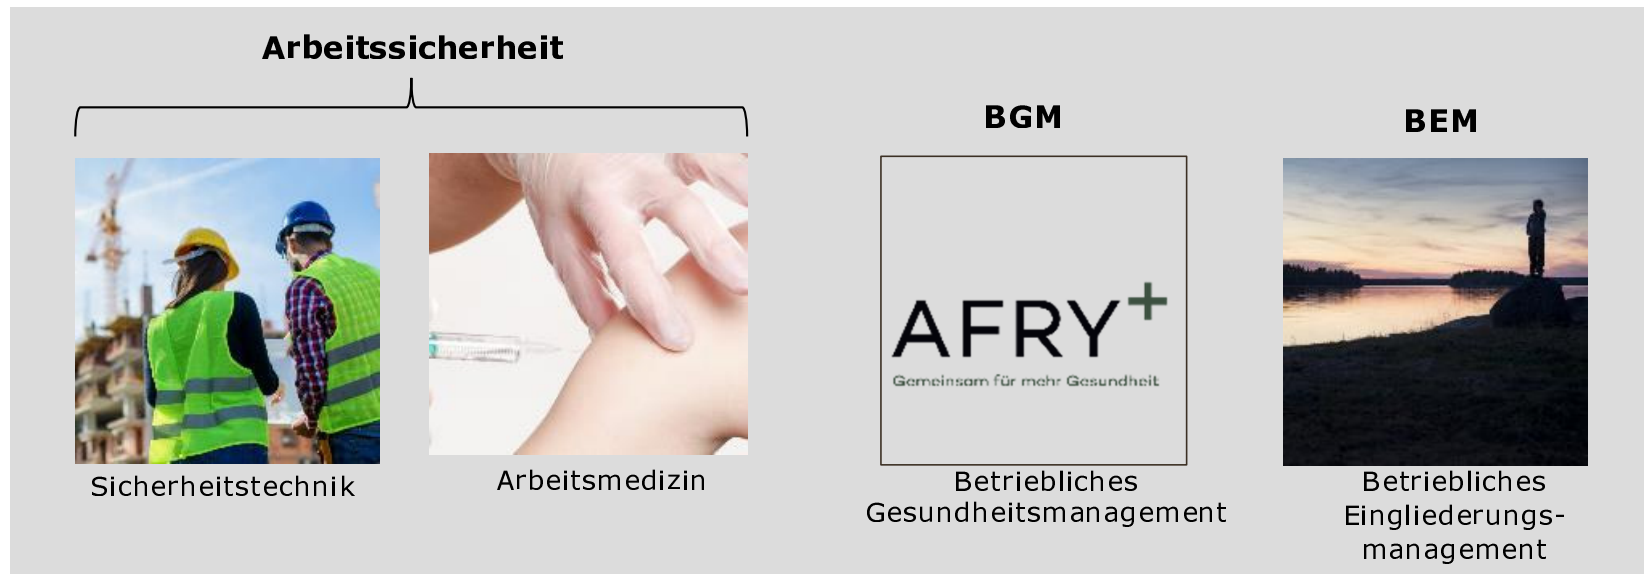 Arbeitssicherheit
BGM
BEM
AFRY+
Gemeinsam für mehr Gesundheit
Sicherheitstechnik
Arbeitsmedizin
Betriebliches
Gesundheitsmanagement
Betriebliches
Eingliederungs-
management